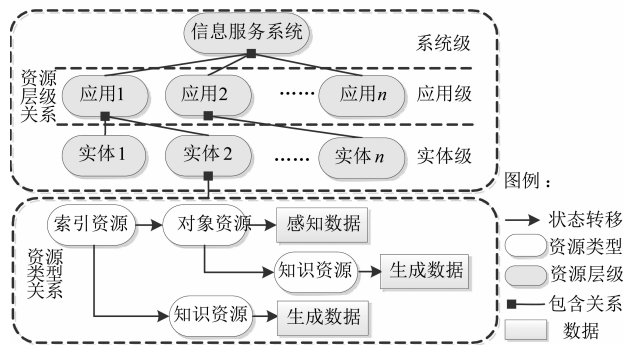 信息服务系统
系统级
资源
层级
关系
应用1
应用2
······
应用n
应用级
实体1
实体2
······
实体n
实体级
图例：
索引资源
对象资源
感知数据
状态转移
资源
类型
关系
资源类型
知识资源
生成数据
资源层级
包含关系
知识资源
生成数据
数据